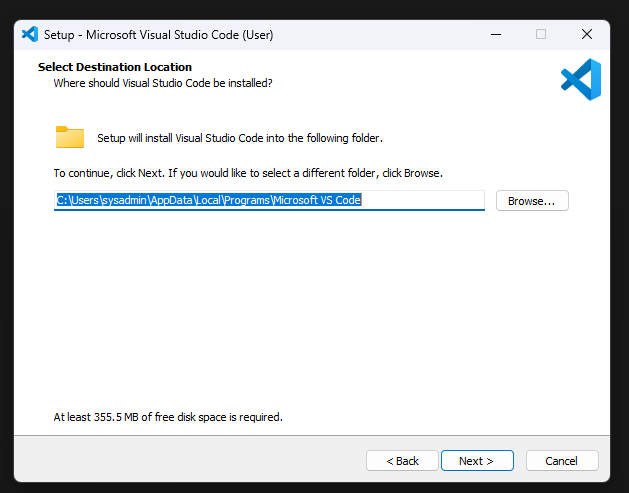 Setup - Microsoft Visual Studio Code (User)
Select Destination Location
Where should Visual Studio Code be installed?
Setup will install Visual Studio Code into the following folder.
To continue, click Next. If you would like to select a different folder, click Browse.
C:\Users\sysadmin\AppData\Local\Programs\Microsoft VS Code
Browse...
At least 355.5 MB of free disk space is required.
< Back
Next >
Cancel